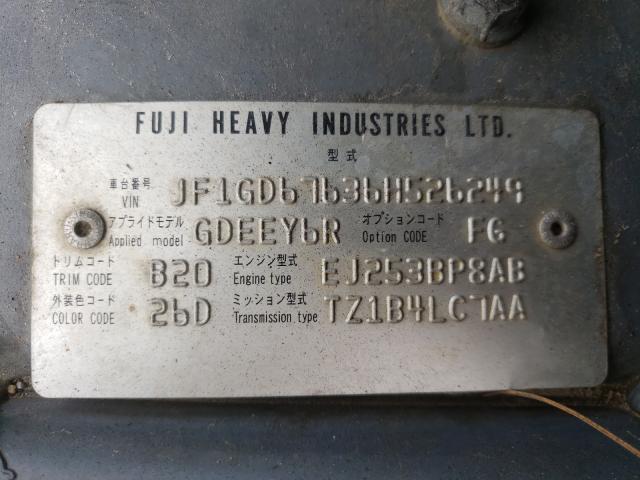 FUJI HEAVY INDUSTRIES LTD.
型式
車台番号 VIN JF1GD67636H526249
アプライドモデル Applied model GDEEY6R オプションコード Option CODE FG
トリムコード TRIM CODE B20 エンジン型式 Engine type EJ253BP8AB
外装色コード COLOR CODE 26D ミッション型式 Transmission type TZ1B4LC7AA